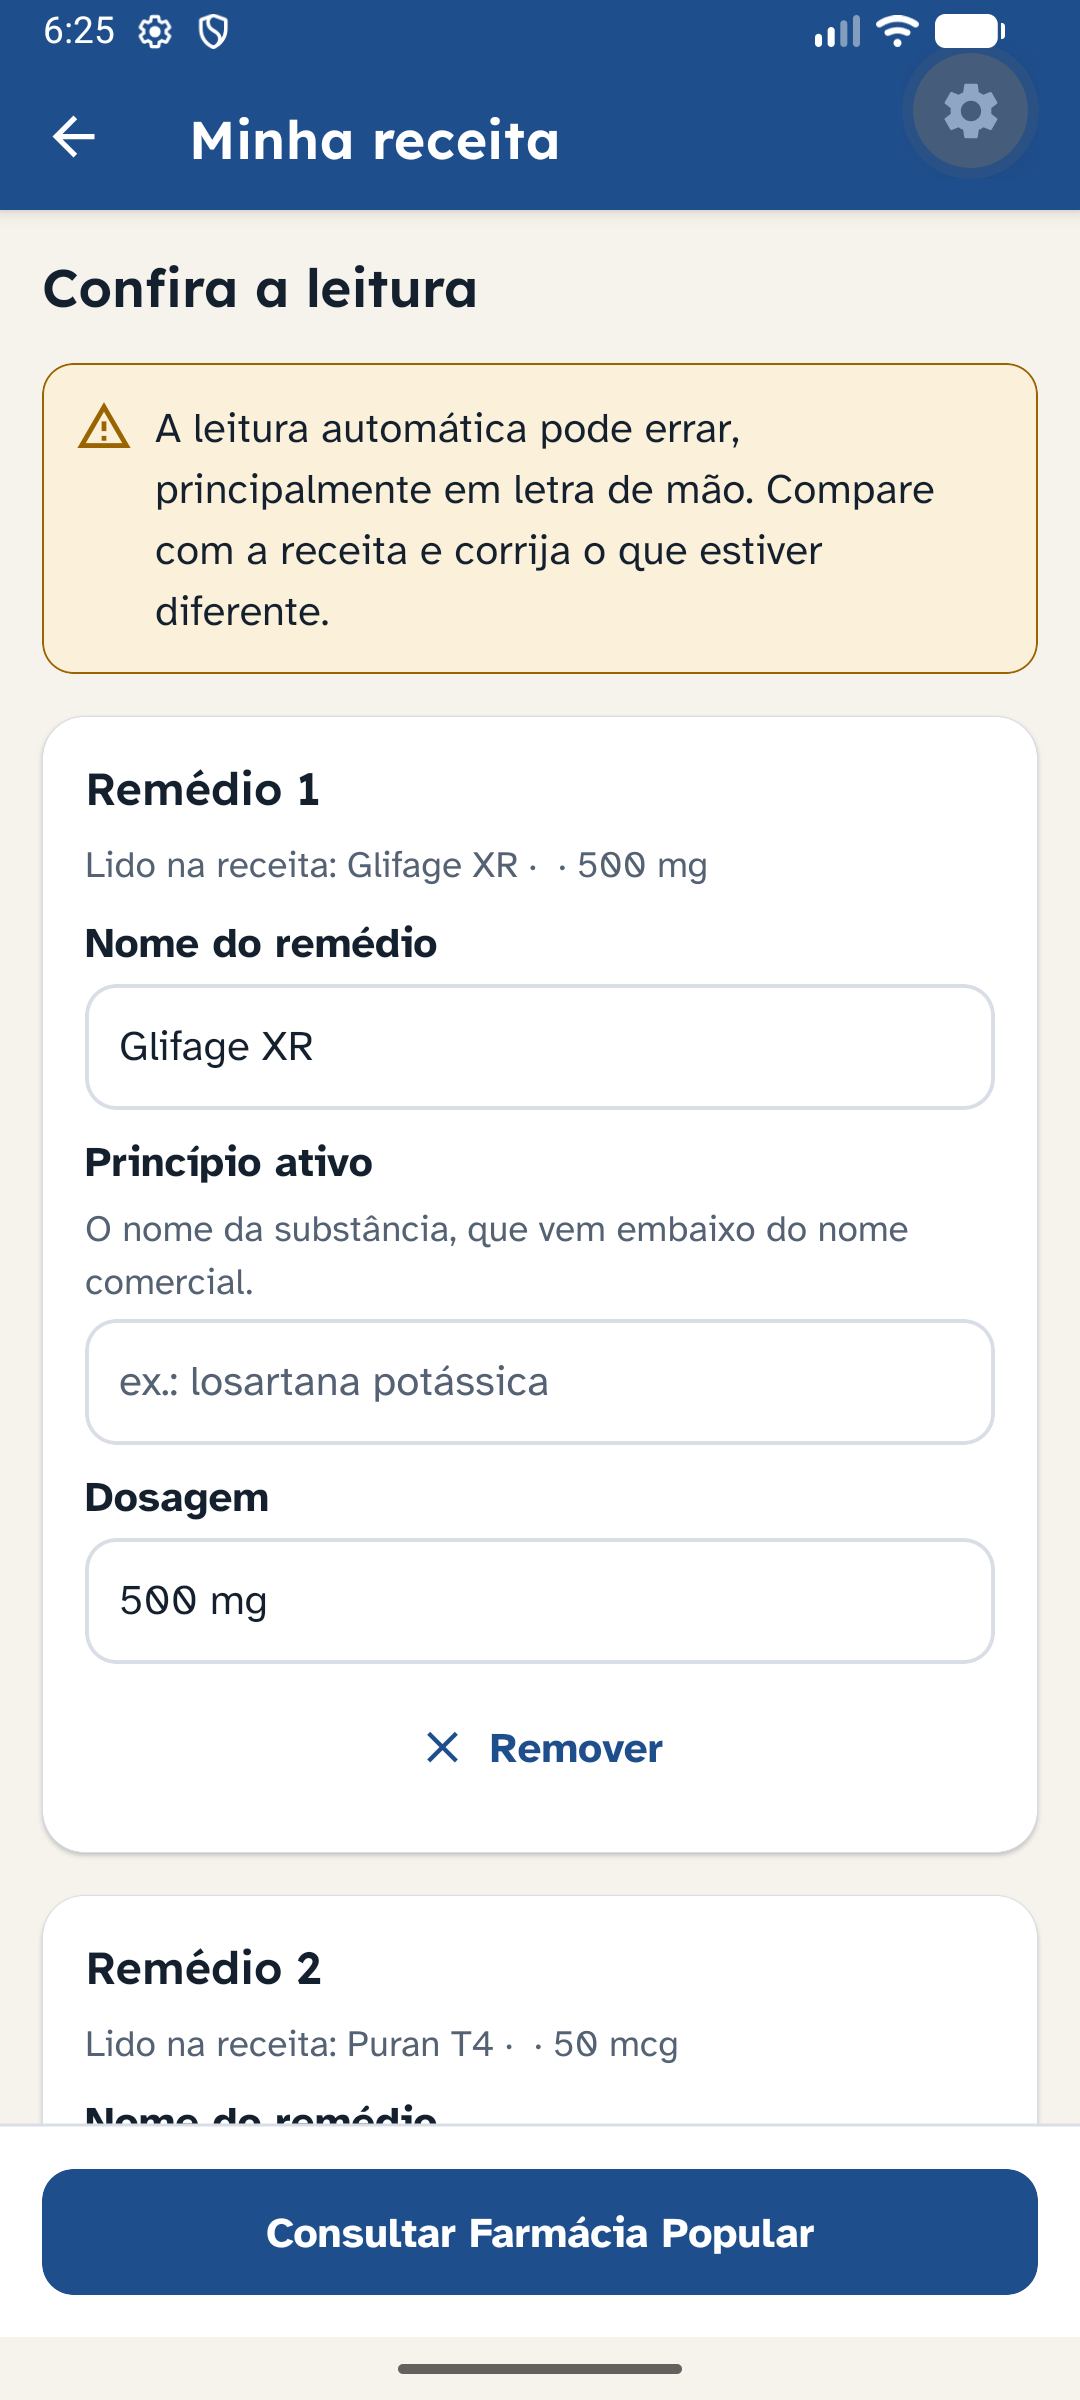 6:25
Minha receita
Confira a leitura
A leitura automática pode errar,
principalmente em letra de mão. Compare
com a receita e corrija o que estiver
diferente.
Remédio 1
Lido na receita: Glifage XR ·  · 500 mg
Nome do remédio
Glifage XR
Princípio ativo
O nome da substância, que vem embaixo do nome
comercial.
ex.: losartana potássica
Dosagem
500 mg
Remover
Remédio 2
Lido na receita: Puran T4 ·  · 50 mcg
Nome do remédio
Consultar Farmácia Popular